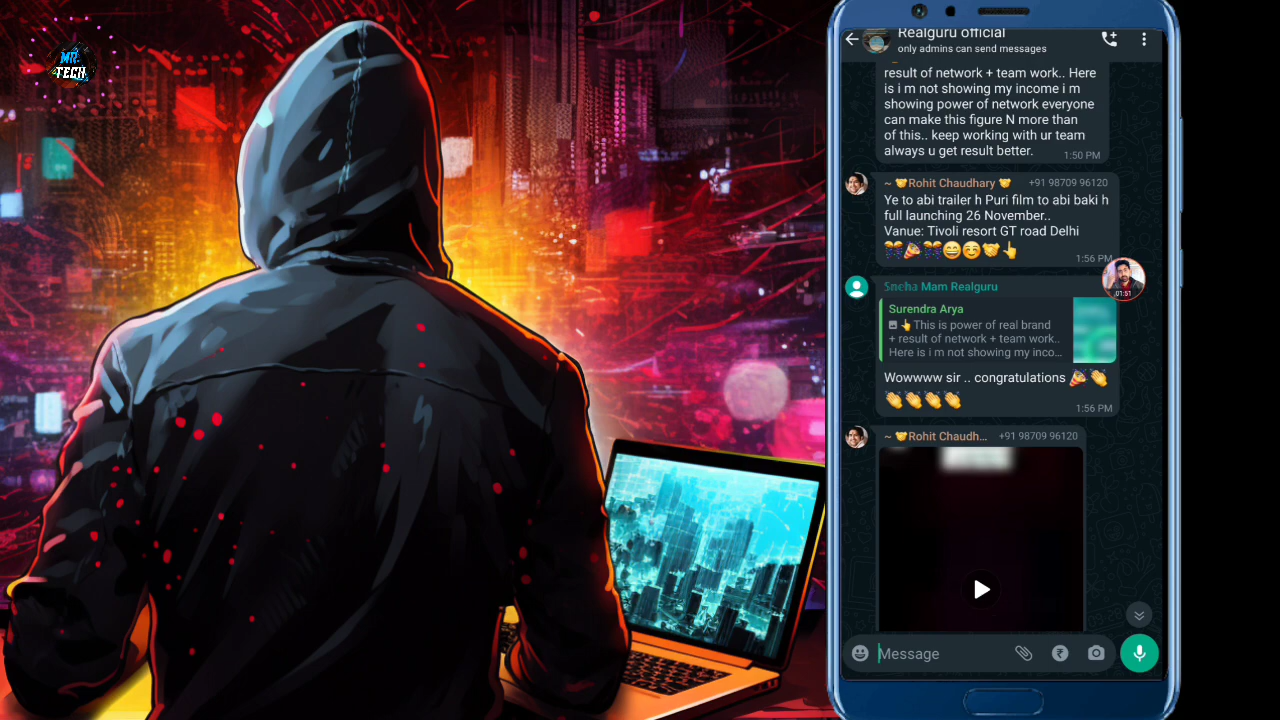 MR.
TECH
Realguru official
only admins can send messages
result of network + team work.. Here
is i m not showing my income i m
showing power of network everyone
can make this figure N more than
of this.. keep working with ur team
always u get result better.
1:50 PM
~ 🐯Rohit Chaudhary 🐯 +91 98709 96120
Ye to abi trailer h Puri film to abi baki h
full launching 26 November..
Vanue: Tivoli resort GT road Delhi
🎊🎉🎊😄☺️🐯👆
1:56 PM
01:51
Sneha Mam Realguru
Surendra Arya
👆This is power of real brand
+ result of network + team work..
Here is i m not showing my inco...
Wowwww sir .. congratulations 🎉👏
👏👏👏👏
1:56 PM
~ 🐯Rohit Chaudh... +91 98709 96120
Message